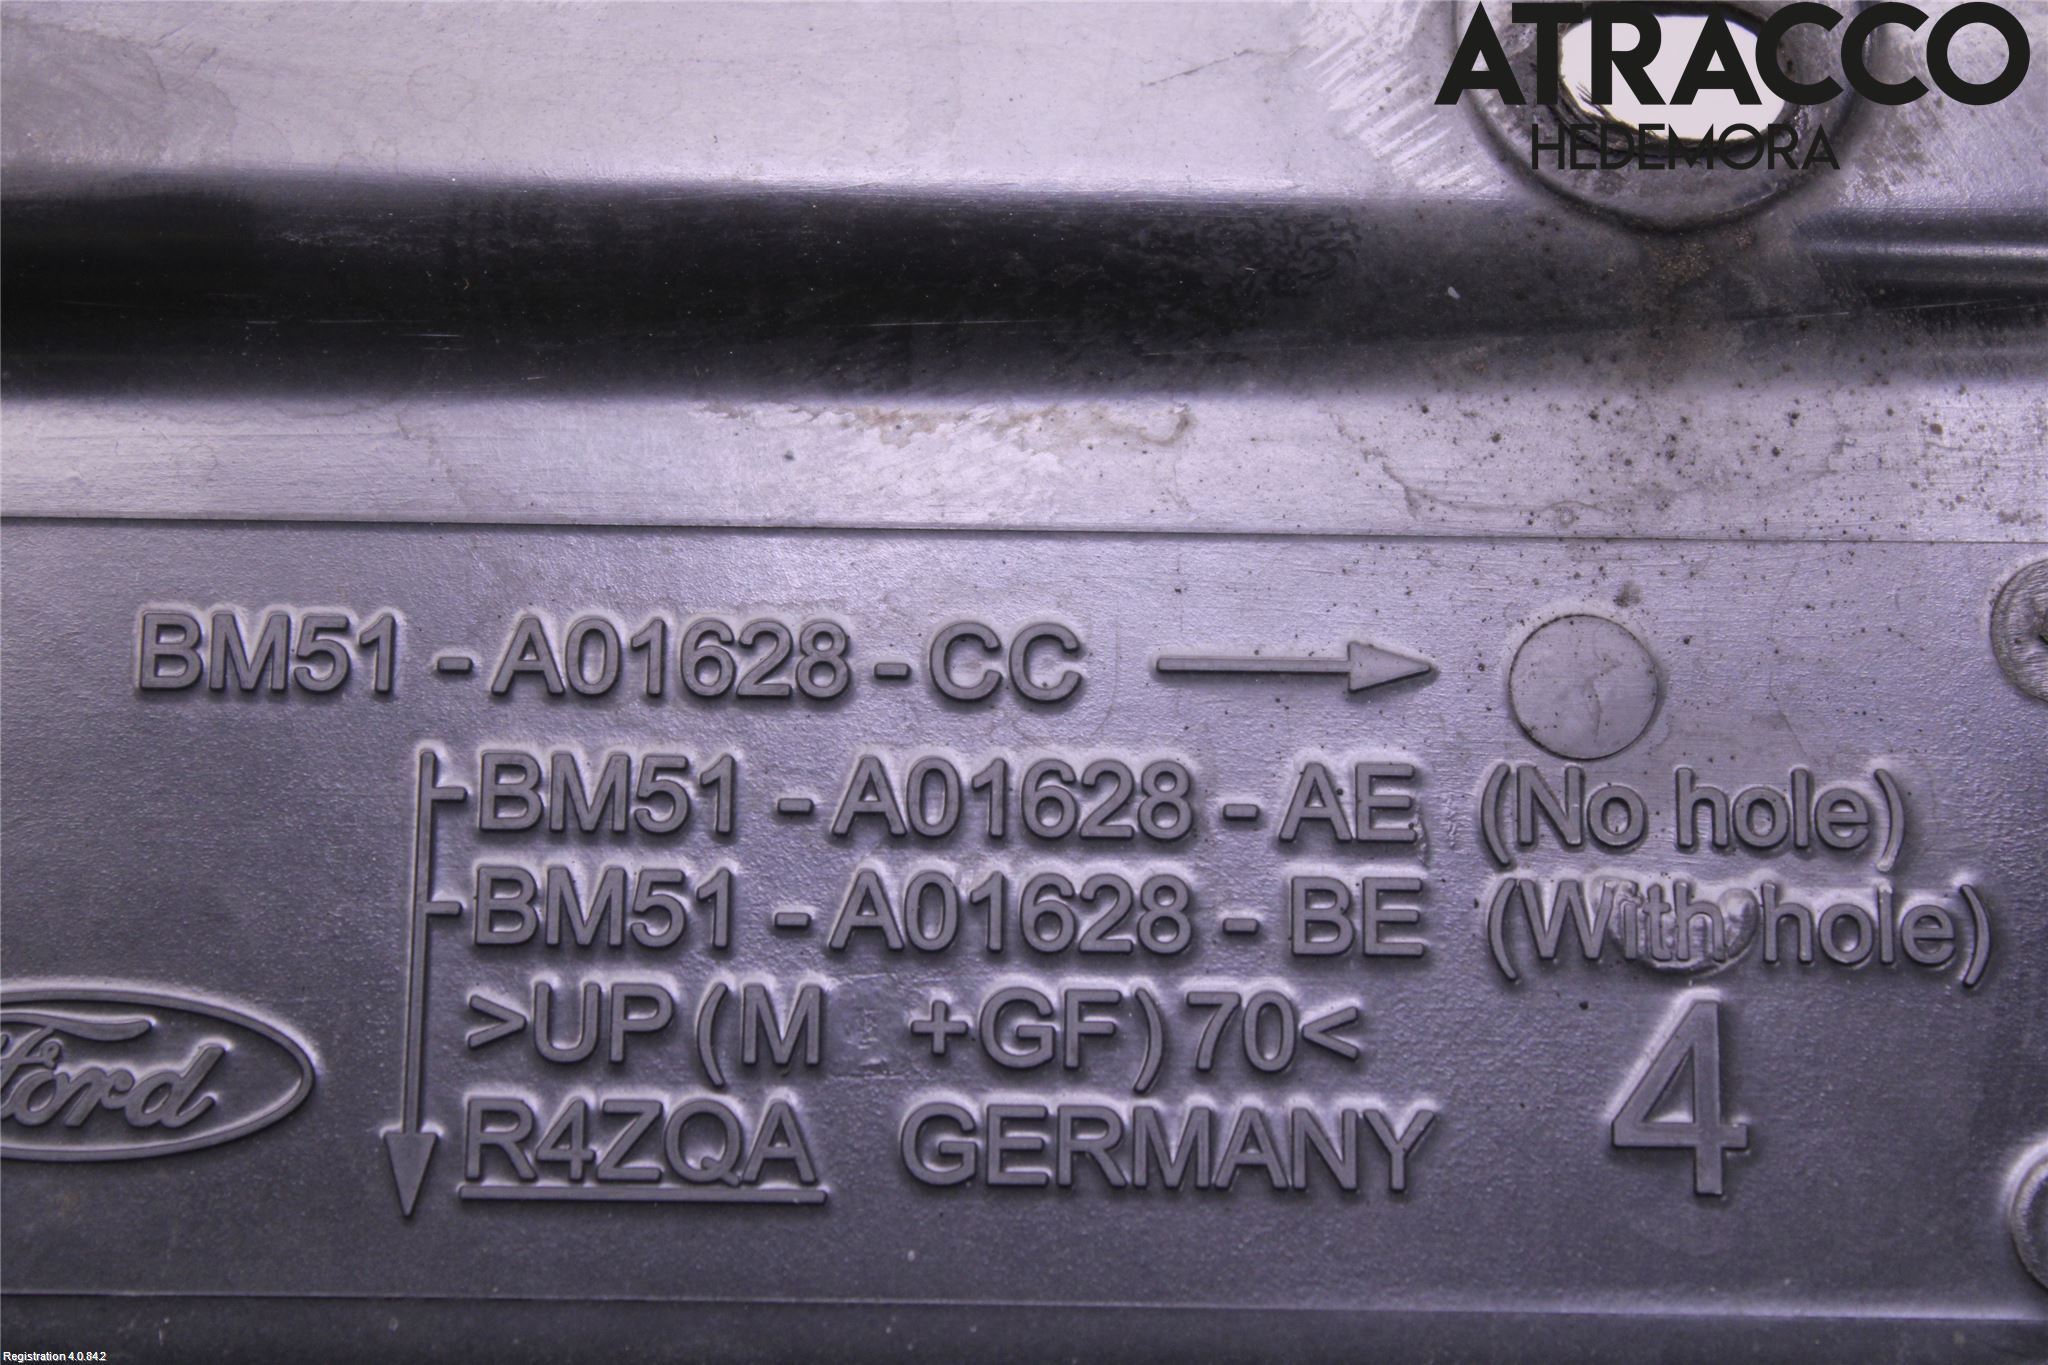 ATRACCO
HEDEMORA
BM51 - A01628 - CC
BM51 - A01628 - AE (No hole)
BM51 - A01628 - BE (With hole)
>UP (M +GF) 70<
Ford
R4ZQA GERMANY
4
Registration 4.0.84.2